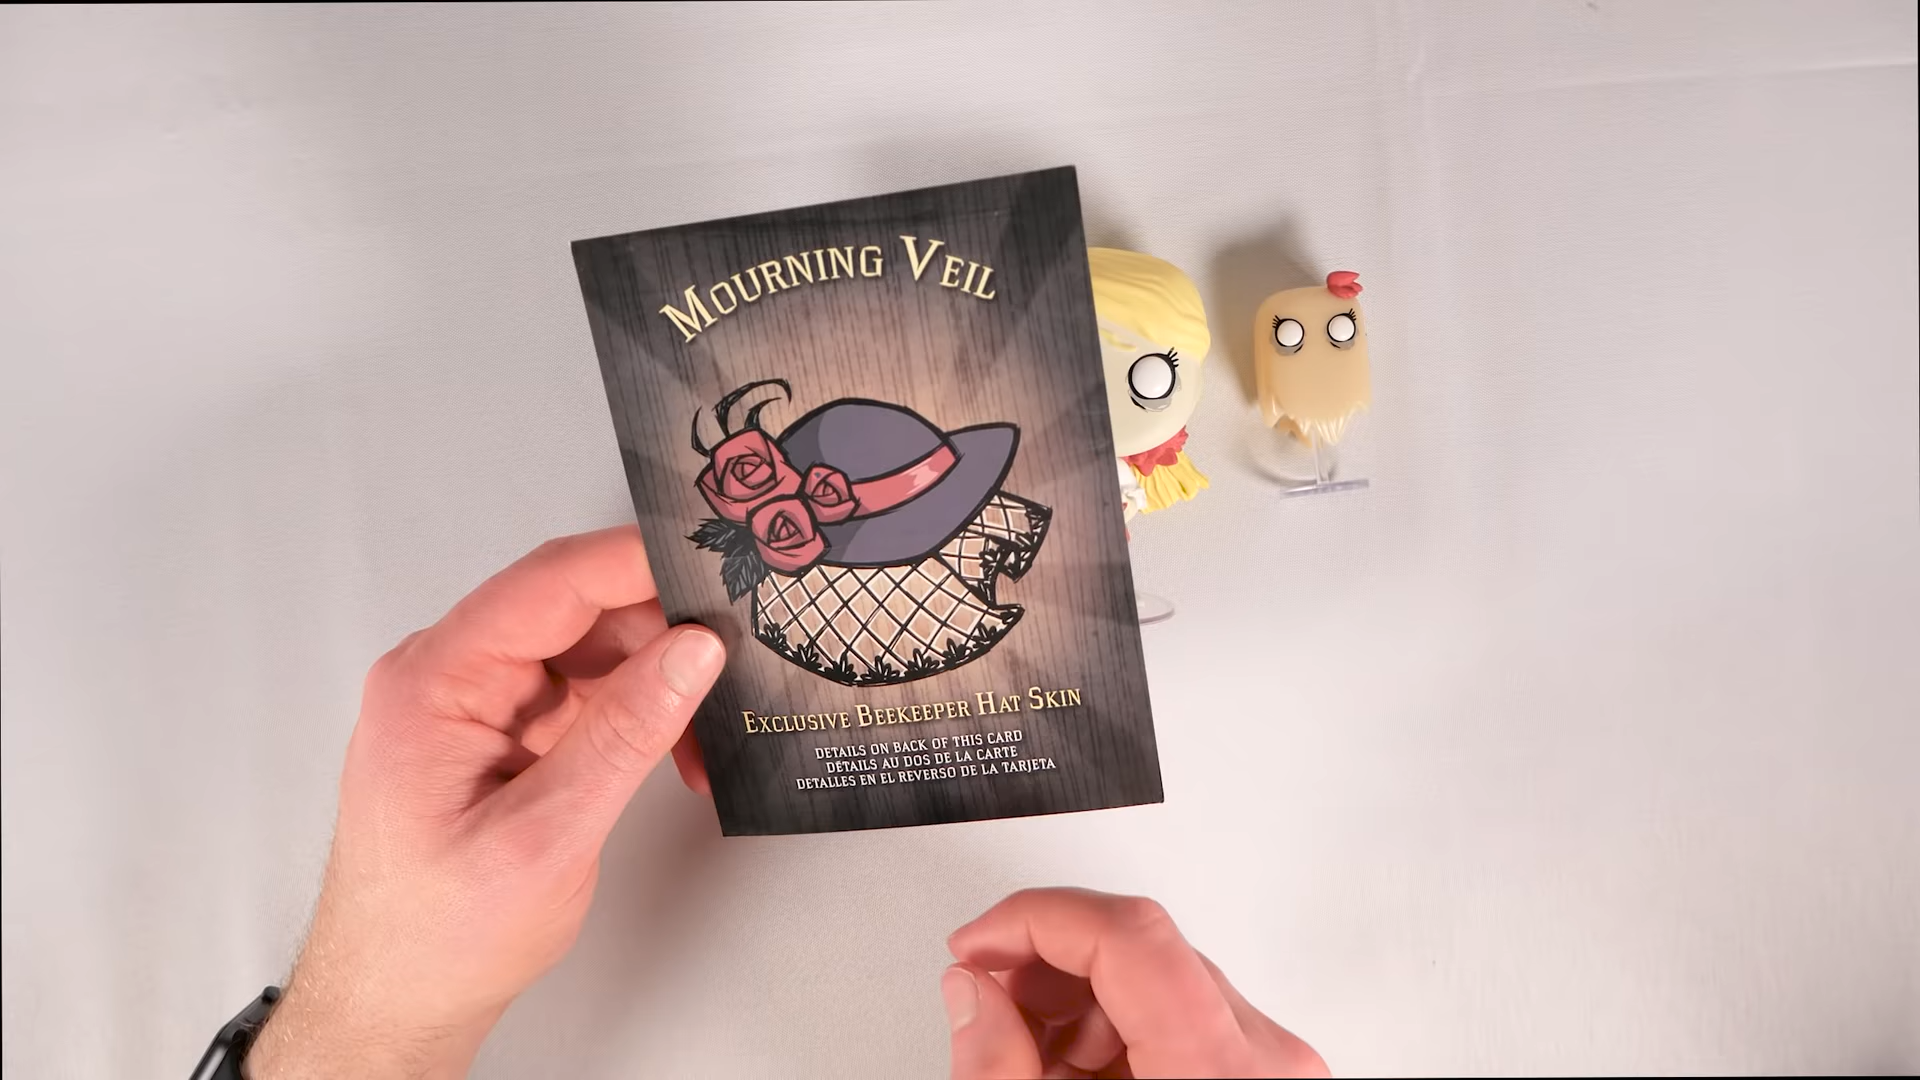 MOURNING VEIL
EXCLUSIVE BEEKEEPER HAT SKIN
DETAILS ON BACK OF THIS CARD
DÉTAILS AU DOS DE LA CARTE
DETALLES EN EL REVERSO DE LA TARJETA